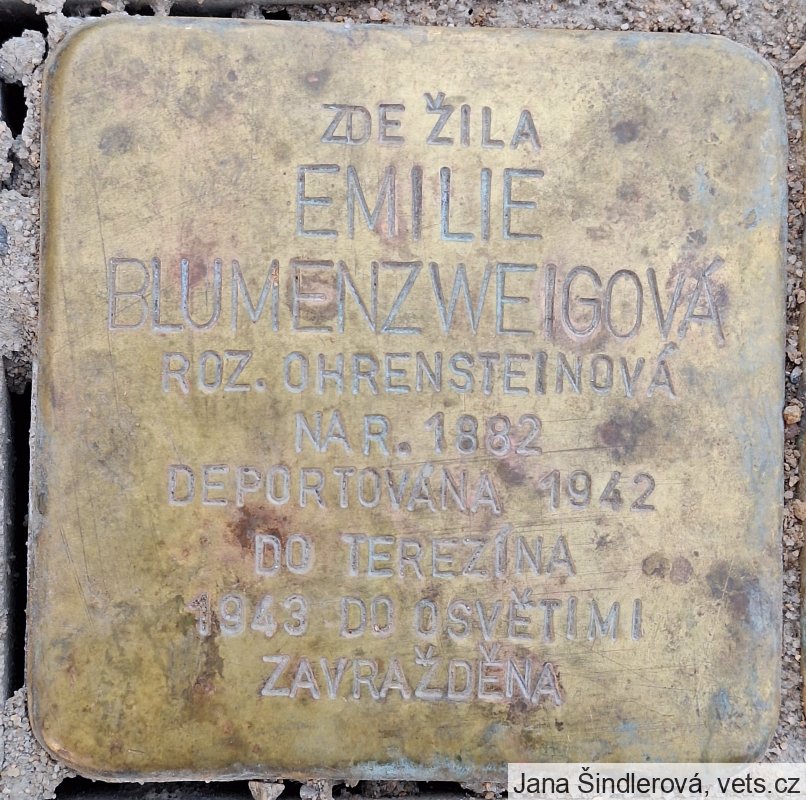 ZDE ŽILA
EMILIE
BLUMENZWEIGOVÁ
ROZ. OHRENSTEINOVÁ
NAR. 1882
DEPORTOVÁNA 1942
DO TEREZÍNA
1943 DO OSVĚTIMI
ZAVRAŽDĚNA
Jana Šindlerová, vets.cz